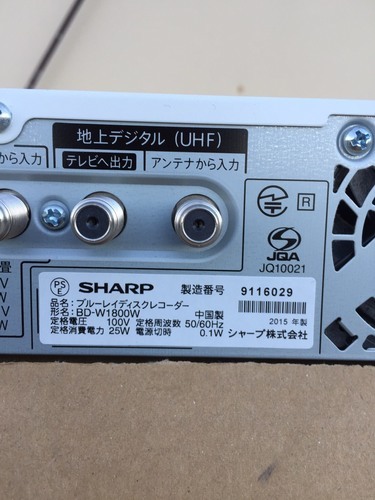 地上デジタル (UHF)
から入力 テレビへ出力 アンテナから入力
R
JQA
JQ10021
PS
E
SHARP 製造番号 9116029
品名: ブルーレイディスクレコーダー
形名: BD-W1800W 中国製
定格電圧 100V 定格周波数 50/60Hz 2015 年製
定格消費電力 25W 電源切時 0.1W シャープ株式会社
畳
V
V
W
W